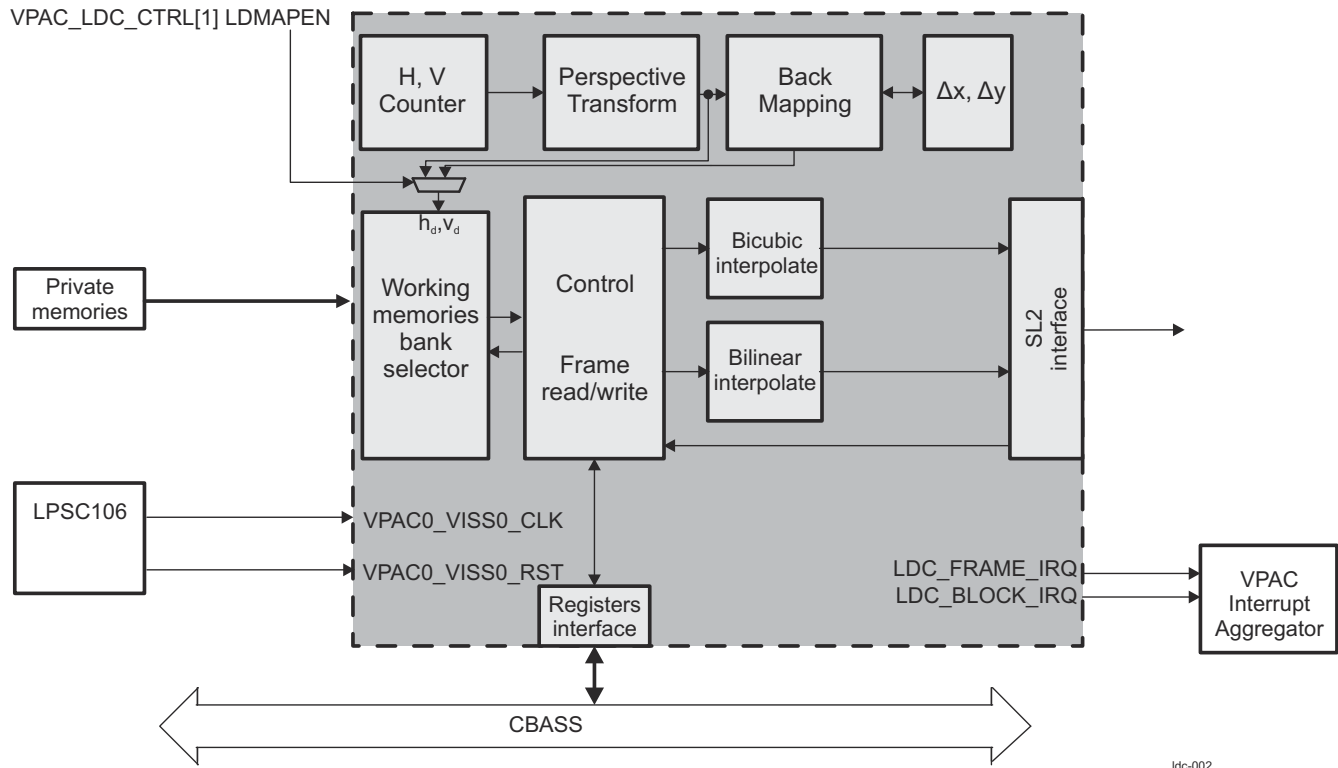 VPAC_LDC_CTRL[1] LDMAPEN
H, V
Counter
Perspective
Transform
Back
Mapping
Δx, Δy
h_d,v_d
Working
memories
bank
selector
Control
Frame
read/write
Bicubic
interpolate
Bilinear
interpolate
SL2
interface
Private
memories
LPSC106
VPAC0_VISS0_CLK
VPAC0_VISS0_RST
Registers
interface
LDC_FRAME_IRQ
LDC_BLOCK_IRQ
VPAC
Interrupt
Aggregator
CBASS
ldc-002